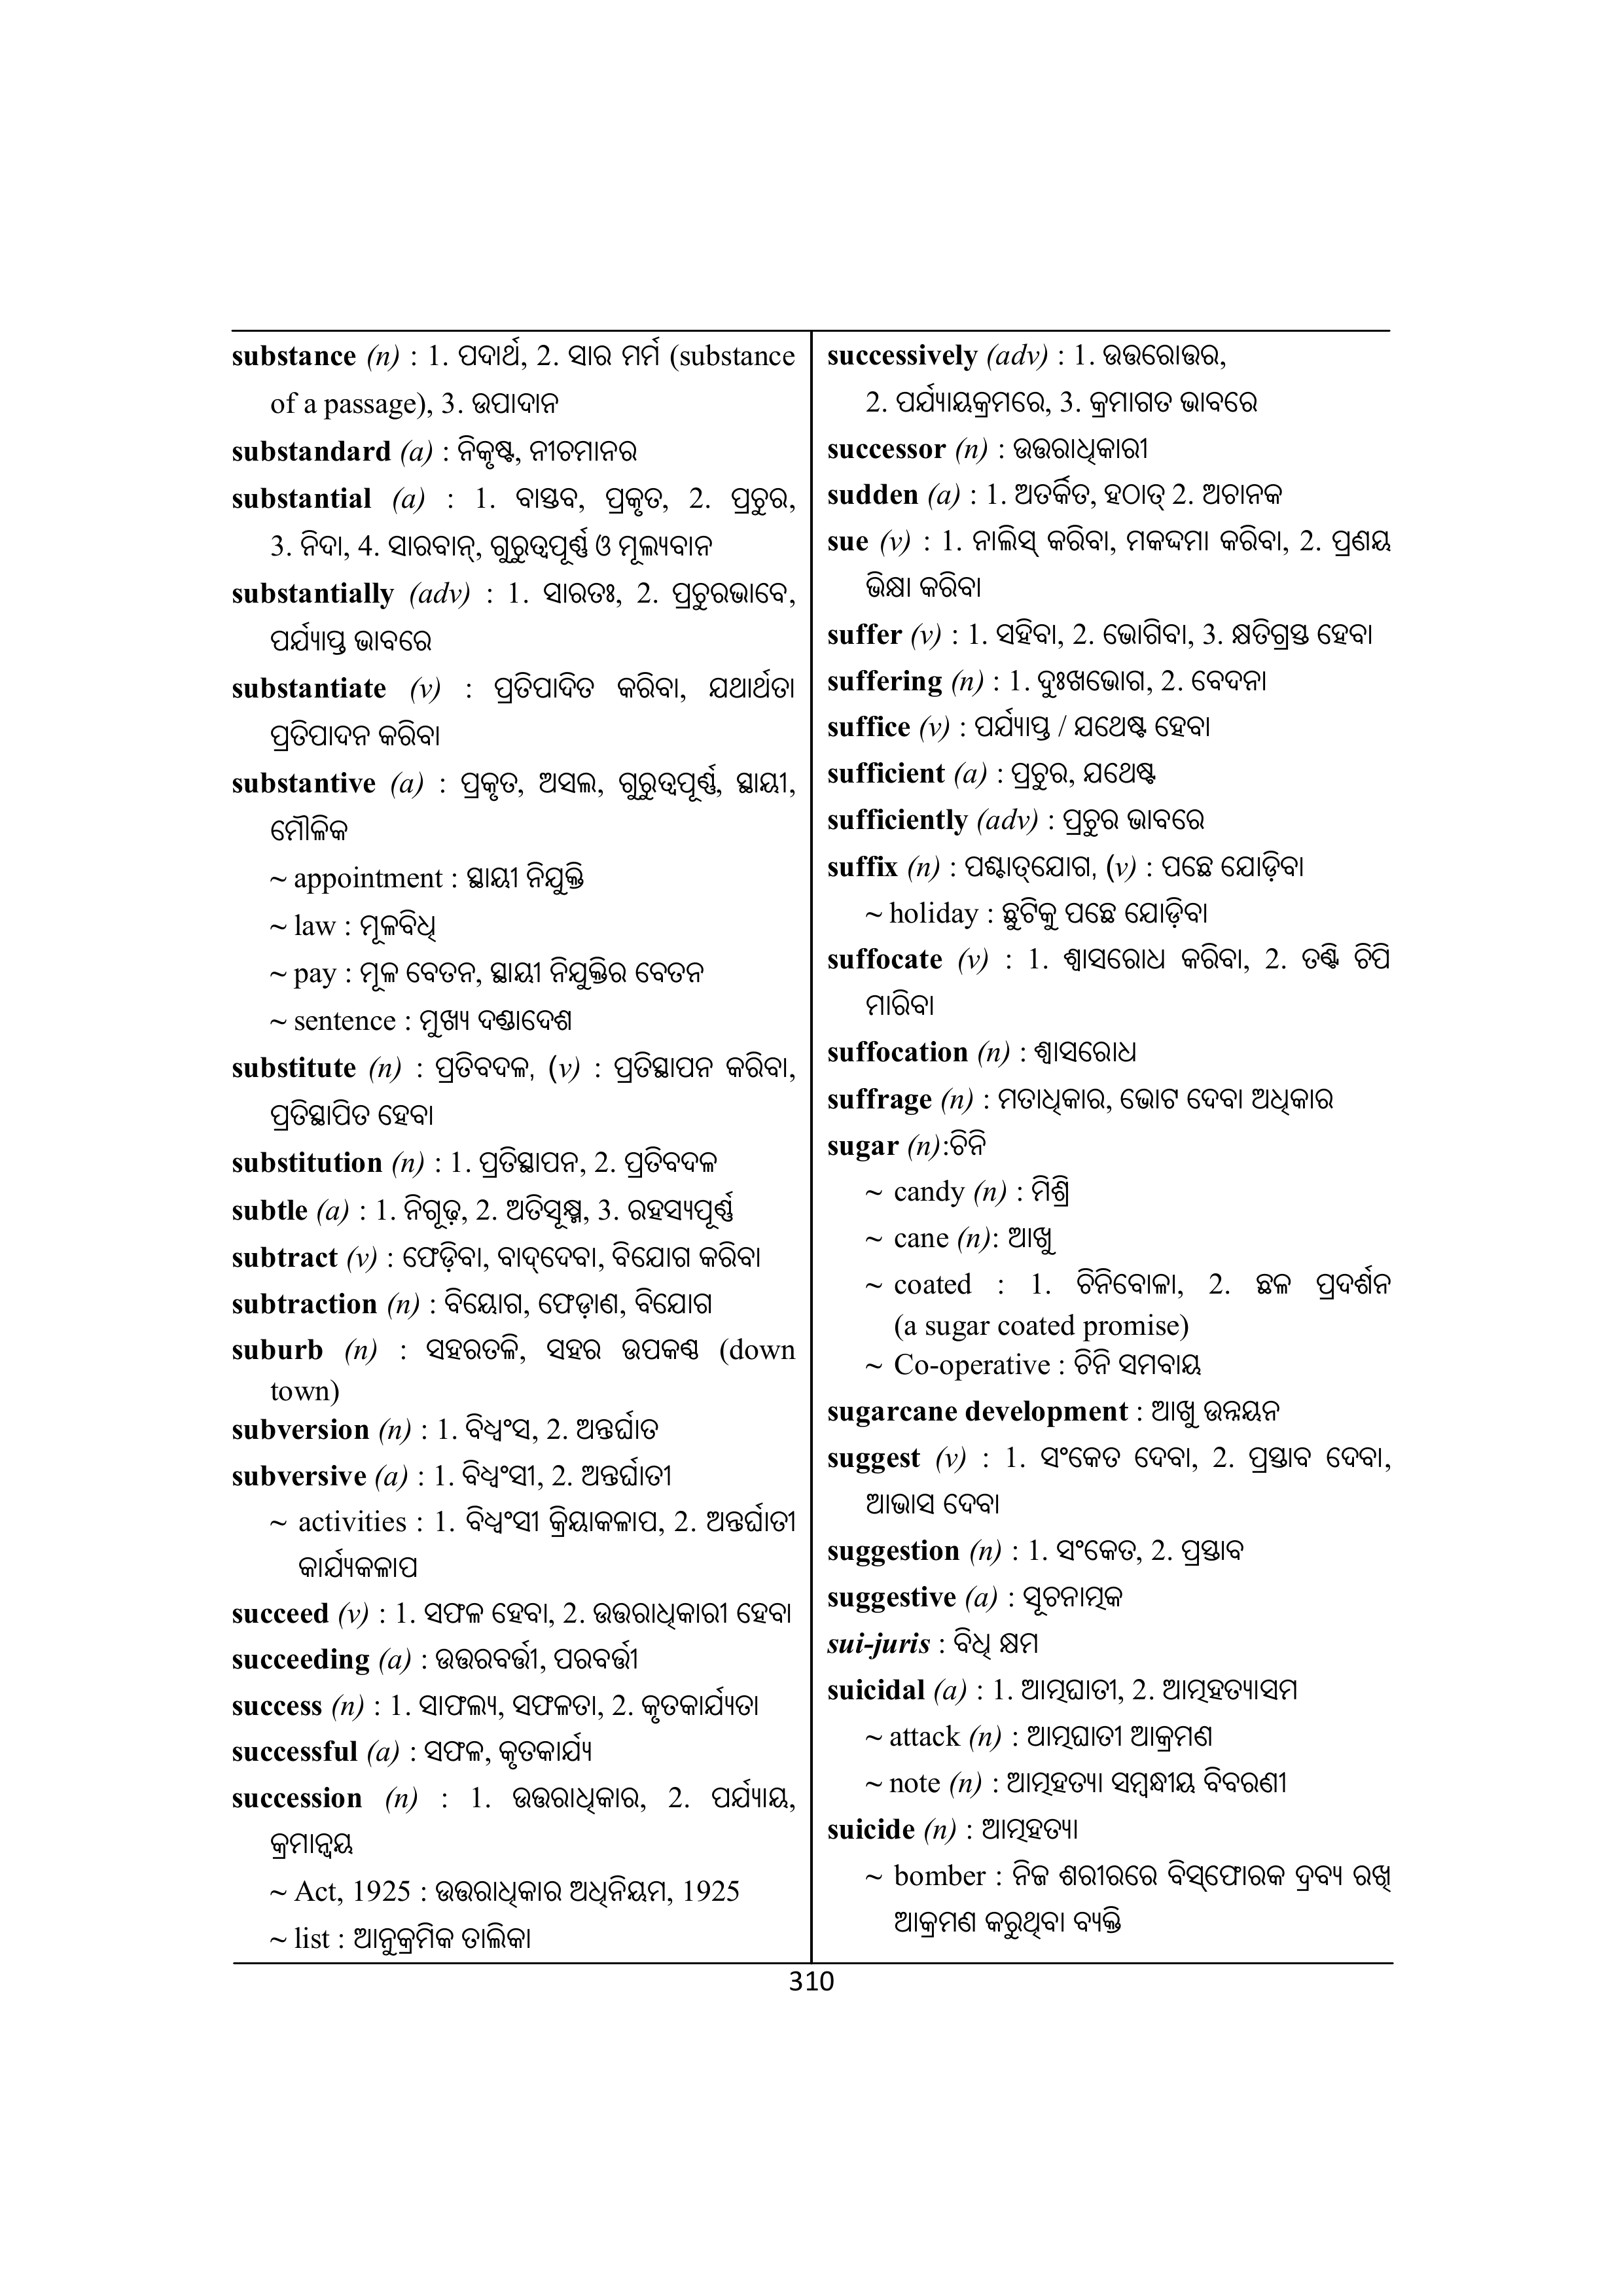 substance (n) : 1. ପଦାର୍ଥ, 2. ସାର ମର୍ମ (substance
of a passage), 3. ଉପାଦାନ
substandard (a) : ନିକୃଷ୍ଟ, ନୀଚମାନର
substantial (a) : 1. ବାସ୍ତବ, ପ୍ରକୃତ, 2. ପ୍ରଚୁର,
3. ନିଦା, 4. ସାରବାନ୍, ଗୁରୁତ୍ୱପୂର୍ଣ୍ଣ ଓ ମୂଲ୍ୟବାନ
substantially (adv) : 1. ସାରତଃ, 2. ପ୍ରଚୁରଭାବେ,
ପର୍ଯ୍ୟାପ୍ତ ଭାବରେ
substantiate (v) : ପ୍ରତିପାଦିତ କରିବା, ଯଥାର୍ଥତା
ପ୍ରତିପାଦନ କରିବା
substantive (a) : ପ୍ରକୃତ, ଅସଲ, ଗୁରୁତ୍ୱପୂର୍ଣ୍ଣ, ସ୍ଥାୟୀ,
ମୌଳିକ
~ appointment : ସ୍ଥାୟୀ ନିଯୁକ୍ତି
~ law : ମୂଳବିଧି
~ pay : ମୂଳ ବେତନ, ସ୍ଥାୟୀ ନିଯୁକ୍ତିର ବେତନ
~ sentence : ମୁଖ୍ୟ ଦଣ୍ଡାଦେଶ
substitute (n) : ପ୍ରତିବଦଳ, (v) : ପ୍ରତିସ୍ଥାପନ କରିବା,
ପ୍ରତିସ୍ଥାପିତ ହେବା
substitution (n) : 1. ପ୍ରତିସ୍ଥାପନ, 2. ପ୍ରତିବଦଳ
subtle (a) : 1. ନିଗୂଢ଼, 2. ଅତିସୂକ୍ଷ୍ମ, 3. ରହସ୍ୟପୂର୍ଣ୍ଣ
subtract (v) : ଫେଡ଼ିବା, ବାଦ୍‌ଦେବା, ବିଯୋଗ କରିବା
subtraction (n) : ବିୟୋଗ, ଫେଡ଼ାଣ, ବିଯୋଗ
suburb (n) : ସହରତଳି, ସହର ଉପକଣ୍ଠ (down
town)
subversion (n) : 1. ବିଧ୍ୱଂସ, 2. ଅନ୍ତର୍ଘାତ
subversive (a) : 1. ବିଧ୍ୱଂସୀ, 2. ଅନ୍ତର୍ଘାତୀ
~ activities : 1. ବିଧ୍ୱଂସୀ କ୍ରିୟାକଳାପ, 2. ଅନ୍ତର୍ଘାତୀ
କାର୍ଯ୍ୟକଳାପ
succeed (v) : 1. ସଫଳ ହେବା, 2. ଉତ୍ତରାଧିକାରୀ ହେବା
succeeding (a) : ଉତ୍ତରବର୍ତ୍ତୀ, ପରବର୍ତ୍ତୀ
success (n) : 1. ସାଫଲ୍ୟ, ସଫଳତା, 2. କୃତକାର୍ଯ୍ୟତା
successful (a) : ସଫଳ, କୃତକାର୍ଯ୍ୟ
succession (n) : 1. ଉତ୍ତରାଧିକାର, 2. ପର୍ଯ୍ୟାୟ,
କ୍ରମାନ୍ୱୟ
~ Act, 1925 : ଉତ୍ତରାଧିକାର ଅଧିନିୟମ, 1925
~ list : ଆନୁକ୍ରମିକ ତାଲିକା
successively (adv) : 1. ଉତ୍ତରୋତ୍ତର,
2. ପର୍ଯ୍ୟାୟକ୍ରମରେ, 3. କ୍ରମାଗତ ଭାବରେ
successor (n) : ଉତ୍ତରାଧିକାରୀ
sudden (a) : 1. ଅତର୍କିତ, ହଠାତ୍ 2. ଅଚାନକ
sue (v) : 1. ନାଲିସ୍ କରିବା, ମକଦ୍ଦମା କରିବା, 2. ପ୍ରଣୟ
ଭିକ୍ଷା କରିବା
suffer (v) : 1. ସହିବା, 2. ଭୋଗିବା, 3. କ୍ଷତିଗ୍ରସ୍ତ ହେବା
suffering (n) : 1. ଦୁଃଖଭୋଗ, 2. ବେଦନା
suffice (v) : ପର୍ଯ୍ୟାପ୍ତ / ଯଥେଷ୍ଟ ହେବା
sufficient (a) : ପ୍ରଚୁର, ଯଥେଷ୍ଟ
sufficiently (adv) : ପ୍ରଚୁର ଭାବରେ
suffix (n) : ପଶ୍ଚାତ୍‌ଯୋଗ, (v) : ପଛେ ଯୋଡ଼ିବା
~ holiday : ଛୁଟିକୁ ପଛେ ଯୋଡ଼ିବା
suffocate (v) : 1. ଶ୍ୱାସରୋଧ କରିବା, 2. ତଣ୍ଟି ଚିପି
ମାରିବା
suffocation (n) : ଶ୍ୱାସରୋଧ
suffrage (n) : ମତାଧିକାର, ଭୋଟ ଦେବା ଅଧିକାର
sugar (n):ଚିନି
~ candy (n) : ମିଶ୍ରି
~ cane (n): ଆଖୁ
~ coated : 1. ଚିନିବୋଳା, 2. ଛଳ ପ୍ରଦର୍ଶନ
(a sugar coated promise)
~ Co-operative : ଚିନି ସମବାୟ
sugarcane development : ଆଖୁ ଉନ୍ନୟନ
suggest (v) : 1. ସଂକେତ ଦେବା, 2. ପ୍ରସ୍ତାବ ଦେବା,
ଆଭାସ ଦେବା
suggestion (n) : 1. ସଂକେତ, 2. ପ୍ରସ୍ତାବ
suggestive (a) : ସୂଚନାତ୍ମକ
sui-juris : ବିଧି କ୍ଷମ
suicidal (a) : 1. ଆତ୍ମଘାତୀ, 2. ଆତ୍ମହତ୍ୟାସମ
~ attack (n) : ଆତ୍ମଘାତୀ ଆକ୍ରମଣ
~ note (n) : ଆତ୍ମହତ୍ୟା ସମ୍ବନ୍ଧୀୟ ବିବରଣୀ
suicide (n) : ଆତ୍ମହତ୍ୟା
~ bomber : ନିଜ ଶରୀରରେ ବିସ୍ଫୋରକ ଦ୍ରବ୍ୟ ରଖି
ଆକ୍ରମଣ କରୁଥିବା ବ୍ୟକ୍ତି
310